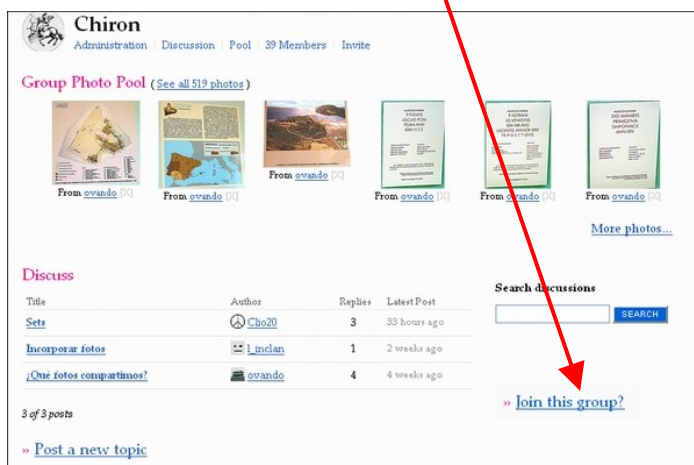 Chiron
Administration Discussion Pool 39 Members Invite
Group Photo Pool (See all 519 photos)
From ovando [X] From ovando [X] From ovando [X] From ovando [X] From ovando [X] From ovando [X]
More photos...
Discuss
Title Author Replies Latest Post
Sets Clio20 3 33 hours ago
Incorporar fotos l_inclan 1 2 weeks ago
¿Qué fotos compartimos? ovando 4 4 weeks ago
3 of 3 posts
» Post a new topic
Search discussions
SEARCH
» Join this group?